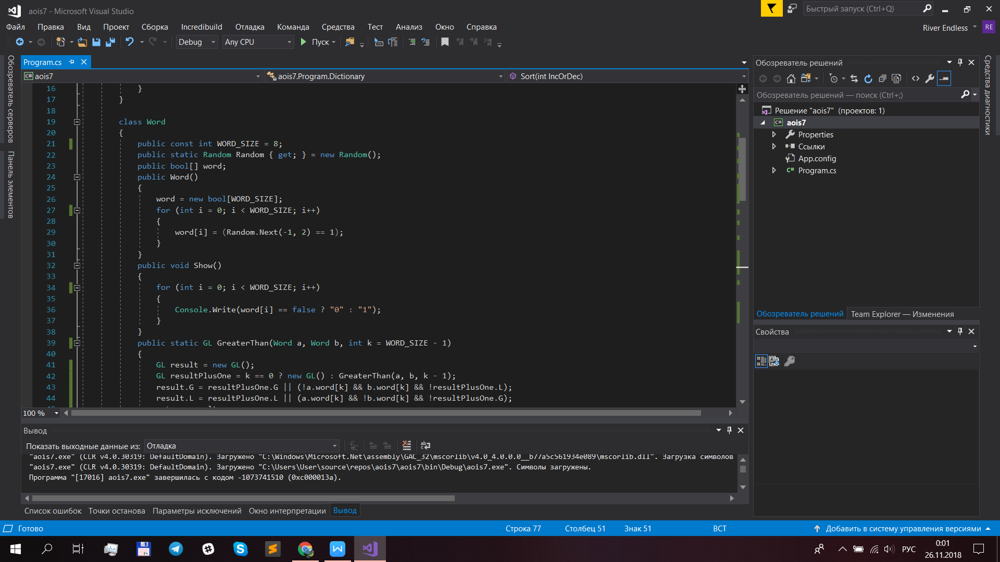 aois7 - Microsoft Visual Studio
Быстрый запуск (Ctrl+Q)
Файл Правка Вид Проект Сборка Incredibuild Отладка Команда Средства Тест Анализ Окно Справка
River Endless RE
Debug Any CPU Пуск
Обозреватель серверов
Панель элементов
Program.cs
aois7 aois7.Program.Dictionary Sort(int IncOrDec)
16 }
17 }
18
19 class Word
20 {
21 public const int WORD_SIZE = 8;
22 public static Random Random { get; } = new Random();
23 public bool[] word;
24 public Word()
25 {
26 word = new bool[WORD_SIZE];
27 for (int i = 0; i < WORD_SIZE; i++)
28 {
29 word[i] = (Random.Next(-1, 2) == 1);
30 }
31 }
32 public void Show()
33 {
34 for (int i = 0; i < WORD_SIZE; i++)
35 {
36 Console.Write(word[i] == false ? "0" : "1");
37 }
38 }
39 public static GL GreaterThan(Word a, Word b, int k = WORD_SIZE - 1)
40 {
41 GL result = new GL();
42 GL resultPlusOne = k == 0 ? new GL() : GreaterThan(a, b, k - 1);
43 result.G = resultPlusOne.G || (!a.word[k] && b.word[k] && !resultPlusOne.L);
44 result.L = resultPlusOne.L || (a.word[k] && !b.word[k] && !resultPlusOne.G);
100 %
Вывод
Показать выходные данные из: Отладка
"aois7.exe" (CLR v4.0.30319: DefaultDomain). Загружено "C:\Windows\Microsoft.Net\assembly\GAC_32\mscorlib\v4.0_4.0.0.0__b77a5c561934e089\mscorlib.dll". Загрузка символов
"aois7.exe" (CLR v4.0.30319: DefaultDomain). Загружено "C:\Users\User\source\repos\aois7\aois7\bin\Debug\aois7.exe". Символы загружены.
Программа "[17016] aois7.exe" завершилась с кодом -1073741510 (0xc000013a).
Список ошибок Точки останова Параметры исключений Окно интерпретации Вывод
Обозреватель решений
Обозреватель решений — поиск (Ctrl+;)
Решение "aois7" (проектов: 1)
C# aois7
Properties
Ссылки
App.config
C# Program.cs
Обозреватель решений Team Explorer — Изменения
Свойства
Средства диагностики
Готово Строка 77 Столбец 51 Знак 51 ВСТ Добавить в систему управления версиями
64
РУС
0:01
26.11.2018